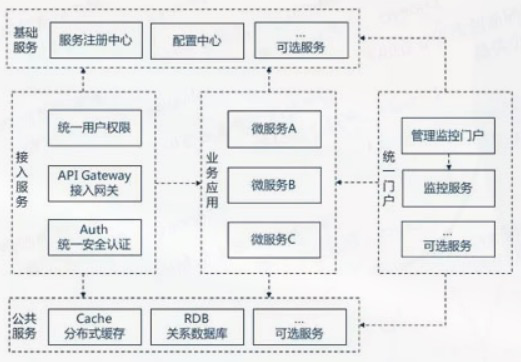 基础服务
服务注册中心
配置中心
...
可选服务
接入服务
统一用户权限
API Gateway
接入网关
Auth
统一安全认证
业务应用
微服务A
微服务B
微服务C
统一门户
管理监控门户
监控服务
...
可选服务
公共服务
Cache
分布式缓存
RDB
关系数据库
...
可选服务